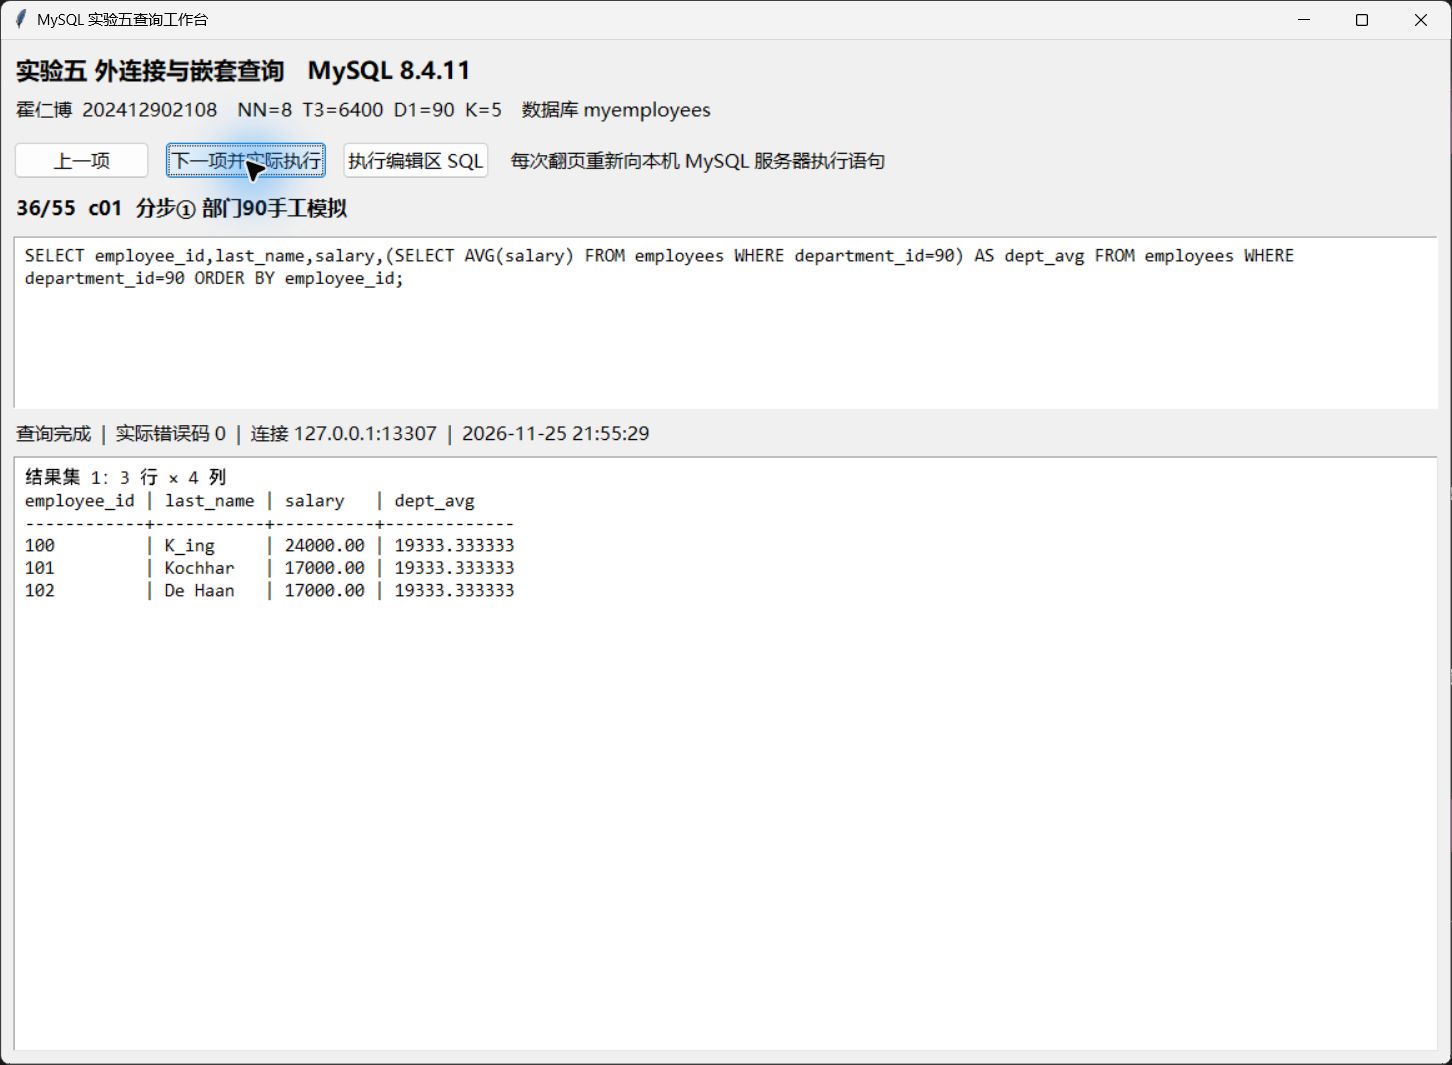 MySQL 实验五查询工作台
实验五 外连接与嵌套查询 MySQL 8.4.11
霍仁博 202412902108 NN=8 T3=6400 D1=90 K=5 数据库 myemployees
上一项 下一项并实际执行 执行编辑区 SQL 每次翻页重新向本机 MySQL 服务器执行语句
36/55 c01 分步① 部门90手工模拟
SELECT employee_id,last_name,salary,(SELECT AVG(salary) FROM employees WHERE department_id=90) AS dept_avg FROM employees WHERE
department_id=90 ORDER BY employee_id;
查询完成 | 实际错误码 0 | 连接 127.0.0.1:13307 | 2026-11-25 21:55:29
结果集 1: 3 行 × 4 列
employee_id | last_name | salary   | dept_avg
------------+-----------+----------+-------------
100         | K_ing     | 24000.00 | 19333.333333
101         | Kochhar   | 17000.00 | 19333.333333
102         | De Haan   | 17000.00 | 19333.333333